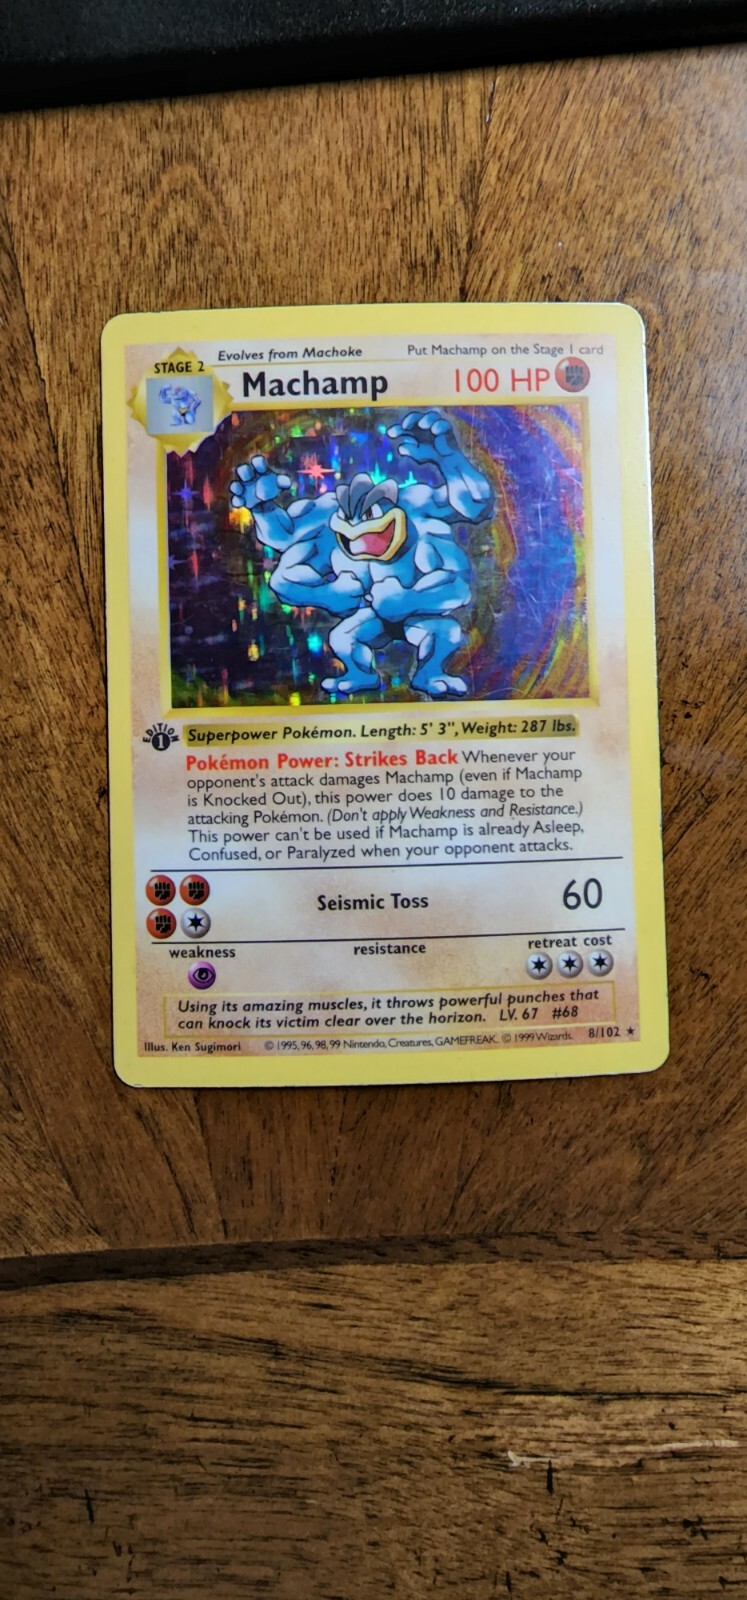 Evolves from Machoke Put Machamp on the Stage 1 card
STAGE 2
Machamp 100 HP
EDITION 1
Superpower Pokémon. Length: 5' 3", Weight: 287 lbs.
Pokémon Power: Strikes Back Whenever your
opponent's attack damages Machamp (even if Machamp
is Knocked Out), this power does 10 damage to the
attacking Pokémon. (Don't apply Weakness and Resistance.)
This power can't be used if Machamp is already Asleep,
Confused, or Paralyzed when your opponent attacks.
Seismic Toss 60
weakness resistance retreat cost
Using its amazing muscles, it throws powerful punches that
can knock its victim clear over the horizon. LV. 67 #68
Illus. Ken Sugimori © 1995, 96, 98, 99 Nintendo, Creatures, GAMEFREAK. © 1999 Wizards. 8/102 ★